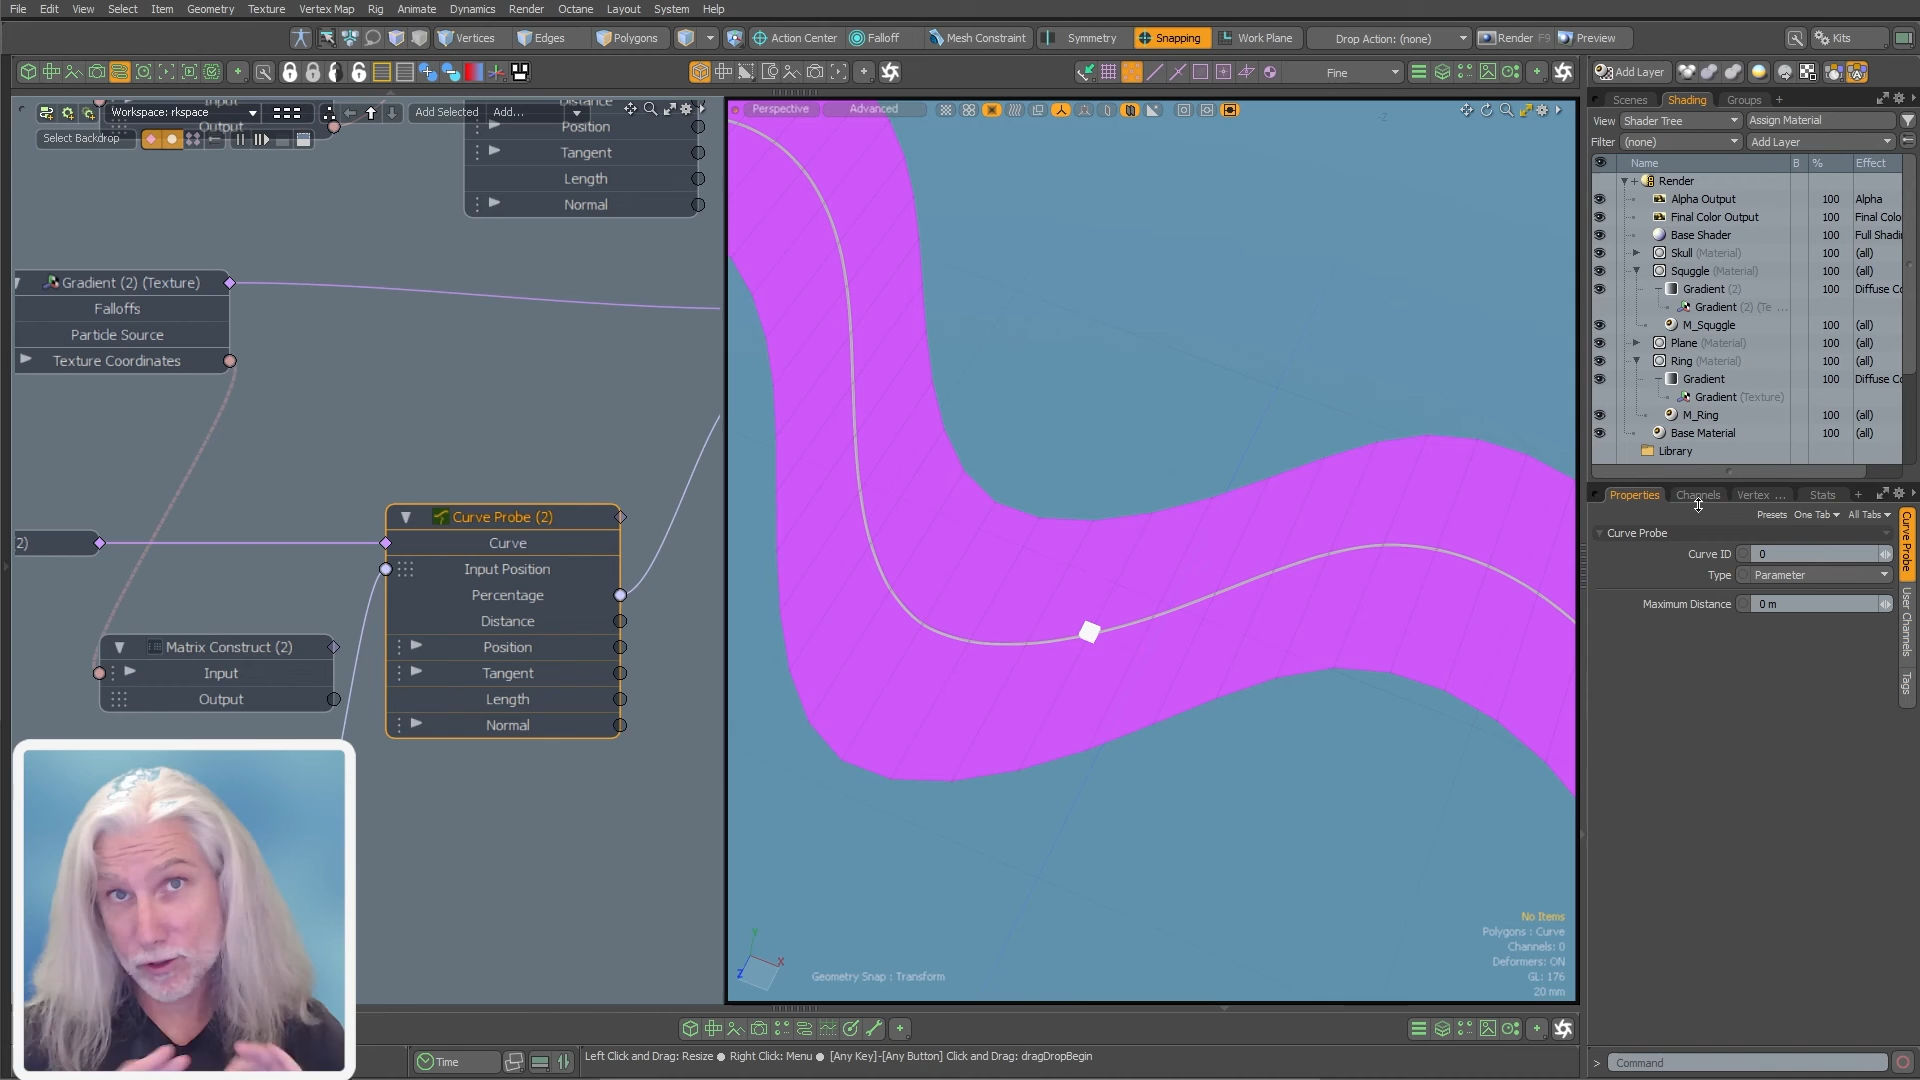 File Edit View Select Item Geometry Texture Vertex Map Rig Animate Dynamics Render Octane Layout System Help
Vertices Edges Polygons Action Center Falloff Mesh Constraint Symmetry Snapping Work Plane Drop Action: (none) Render F9 Preview Kits
Fine Add Layer
Workspace: rkspace Add Selected Add...
Select Backdrop
Input
Output
Distance
Position
Tangent
Length
Normal
Gradient (2) (Texture)
Falloffs
Particle Source
Texture Coordinates
2)
Curve Probe (2)
Curve
Input Position
Percentage
Distance
Position
Tangent
Length
Normal
Matrix Construct (2)
Input
Output
Perspective Advanced
-Z
Y
X
Z
Geometry Snap : Transform
No Items
Polygons : Curve
Channels: 0
Deformers: ON
GL: 176
20 mm
Scenes Shading Groups +
View Shader Tree Assign Material
Filter (none) Add Layer
Name B % Effect
Render
Alpha Output 100 Alpha
Final Color Output 100 Final Colo
Base Shader 100 Full Shadi
Skull (Material) 100 (all)
Squggle (Material) 100 (all)
Gradient (2) 100 Diffuse Co
Gradient (2) (Te ...
M_Squggle 100 (all)
Plane (Material) 100 (all)
Ring (Material) 100 (all)
Gradient 100 Diffuse Co
Gradient (Texture)
M_Ring 100 (all)
Base Material 100 (all)
Library
Properties Channels Vertex ... Stats +
Presets One Tab All Tabs
Curve Probe
Curve ID 0
Type Parameter
Maximum Distance 0 m
Curve Probe
User Channels
Tags
Time
Left Click and Drag: Resize ● Right Click: Menu ● [Any Key]-[Any Button] Click and Drag: dragDropBegin
> Command